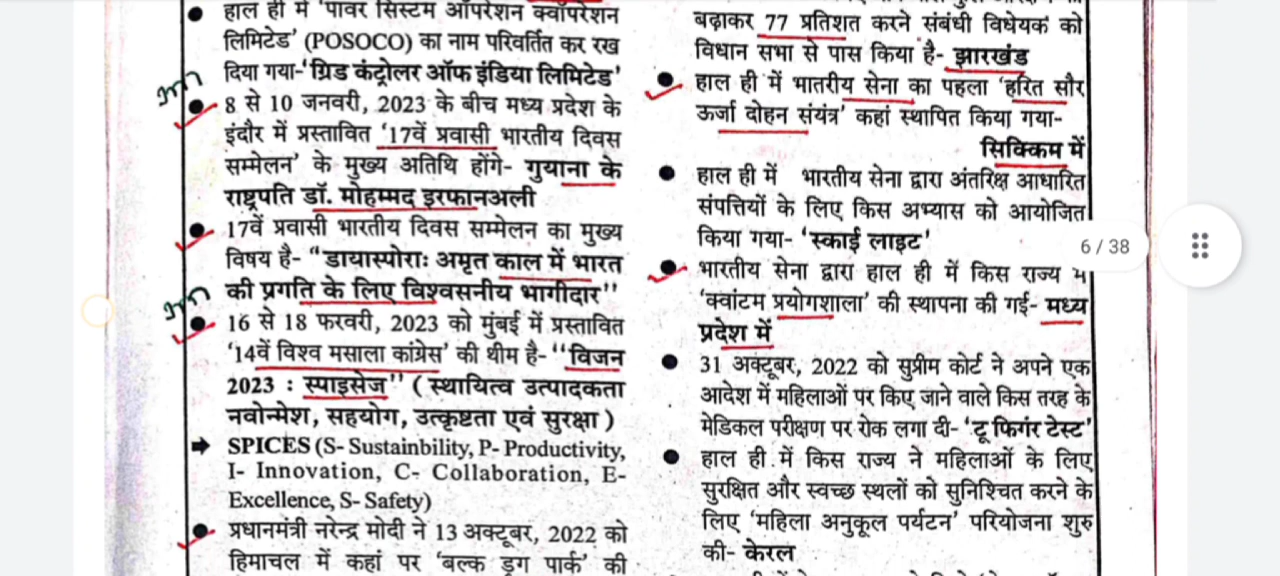 हाल ही में 'पावर सिस्टम ऑपरेशन क्वॉपरेशन
लिमिटेड' (POSOCO) का नाम परिवर्तित कर रख
दिया गया-'ग्रिड कंट्रोलर ऑफ इंडिया लिमिटेड'
8 से 10 जनवरी, 2023 के बीच मध्य प्रदेश के
इंदौर में प्रस्तावित '17वें प्रवासी भारतीय दिवस
सम्मेलन' के मुख्य अतिथि होंगे- गुयाना के
राष्ट्रपति डॉ. मोहम्मद इरफानअली
17वें प्रवासी भारतीय दिवस सम्मेलन का मुख्य
विषय है- "डायास्पोराः अमृत काल में भारत
की प्रगति के लिए विश्वसनीय भागीदार''
16 से 18 फरवरी, 2023 को मुंबई में प्रस्तावित
'14वें विश्व मसाला कांग्रेस' की थीम है- ''विजन
2023 : स्पाइसेज'' ( स्थायित्व उत्पादकता
नवोन्मेश, सहयोग, उत्कृष्टता एवं सुरक्षा )
➔ SPICES (S- Sustainbility, P- Productivity,
I- Innovation, C- Collaboration, E-
Excellence, S- Safety)
प्रधानमंत्री नरेन्द्र मोदी ने 13 अक्टूबर, 2022 को
हिमाचल में कहां पर 'बल्क ड्रग पार्क' की
बढ़ाकर 77 प्रतिशत करने संबंधी विधेयक को
विधान सभा से पास किया है- झारखंड
हाल ही में भातरीय सेना का पहला 'हरित सौर
ऊर्जा दोहन संयंत्र' कहां स्थापित किया गया-
सिक्किम में
हाल ही में भारतीय सेना द्वारा अंतरिक्ष आधारित
संपत्तियों के लिए किस अभ्यास को आयोजित
किया गया- 'स्काई लाइट'
भारतीय सेना द्वारा हाल ही में किस राज्य में
'क्वांटम प्रयोगशाला' की स्थापना की गई- मध्य
प्रदेश में
31 अक्टूबर, 2022 को सुप्रीम कोर्ट ने अपने एक
आदेश में महिलाओं पर किए जाने वाले किस तरह के
मेडिकल परीक्षण पर रोक लगा दी- 'टू फिगंर टेस्ट'
हाल ही में किस राज्य ने महिलाओं के लिए
सुरक्षित और स्वच्छ स्थलों को सुनिश्चित करने के
लिए 'महिला अनुकूल पर्यटन' परियोजना शुरु
की- केरल
6 / 38